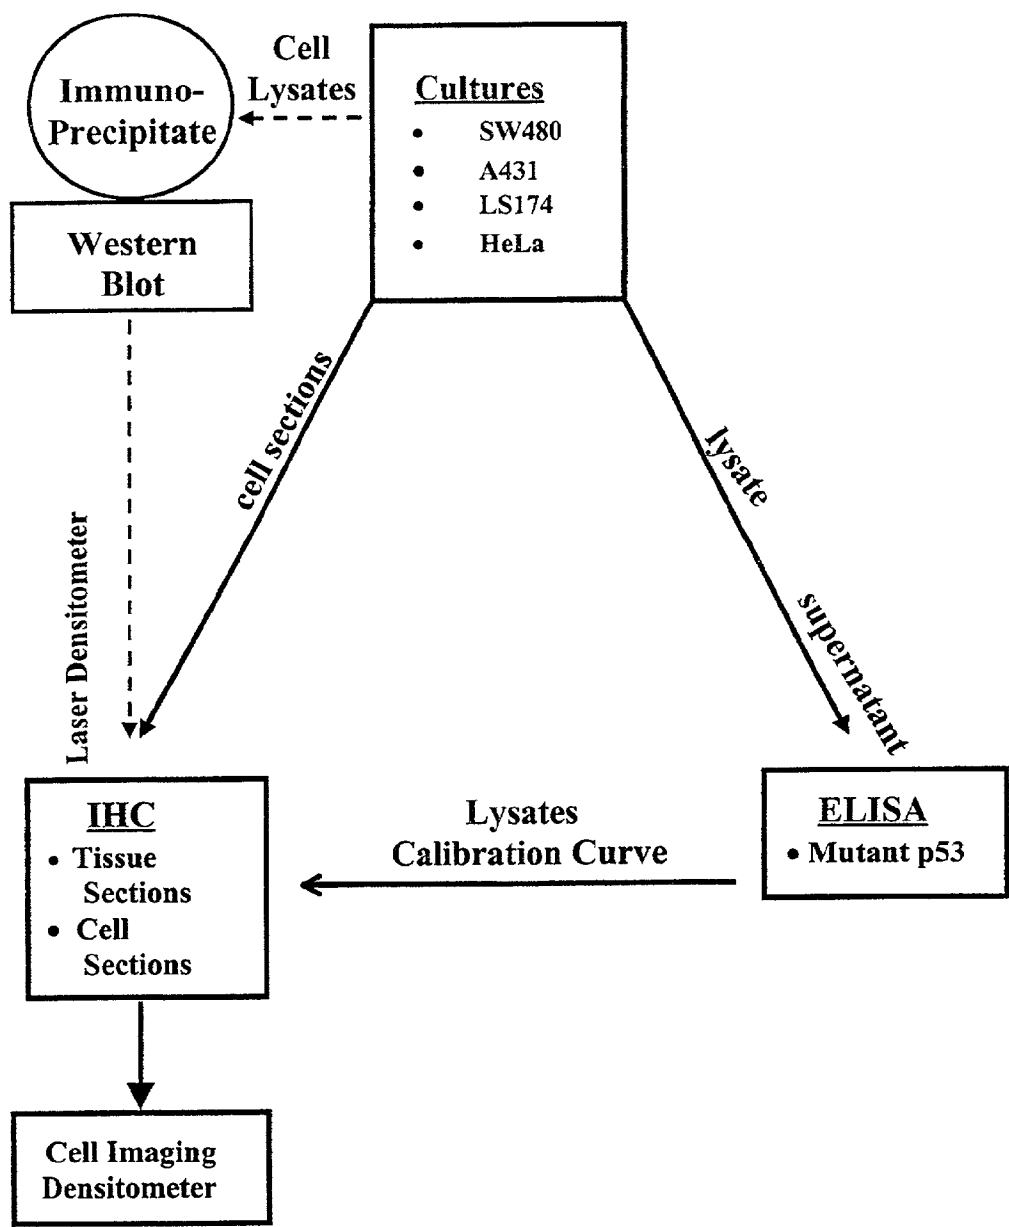 Immuno-
Precipitate
Cell
Lysates
Cultures
• SW480
• A431
• LS174
• HeLa
Western
Blot
cell sections
lysate
supernatant
Laser Densitometer
IHC
• Tissue
Sections
• Cell
Sections
Lysates
Calibration Curve
ELISA
• Mutant p53
Cell Imaging
Densitometer